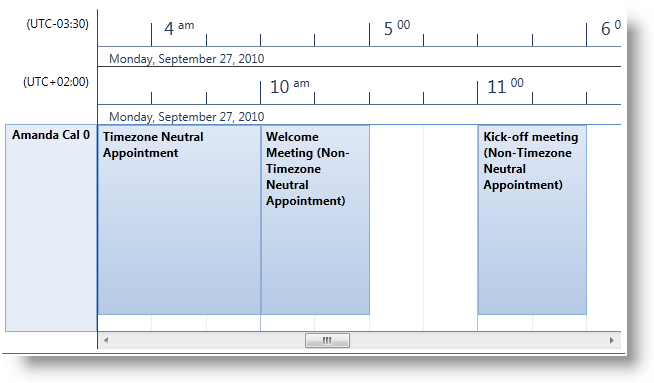 (UTC-03:30)
4 am 5 00 6 0
Monday, September 27, 2010
(UTC+02:00)
10 am 11 00
Monday, September 27, 2010
Amanda Cal 0
Timezone Neutral
Appointment
Welcome
Meeting (Non-
Timezone
Neutral
Appointment)
Kick-off meeting
(Non-Timezone
Neutral
Appointment)